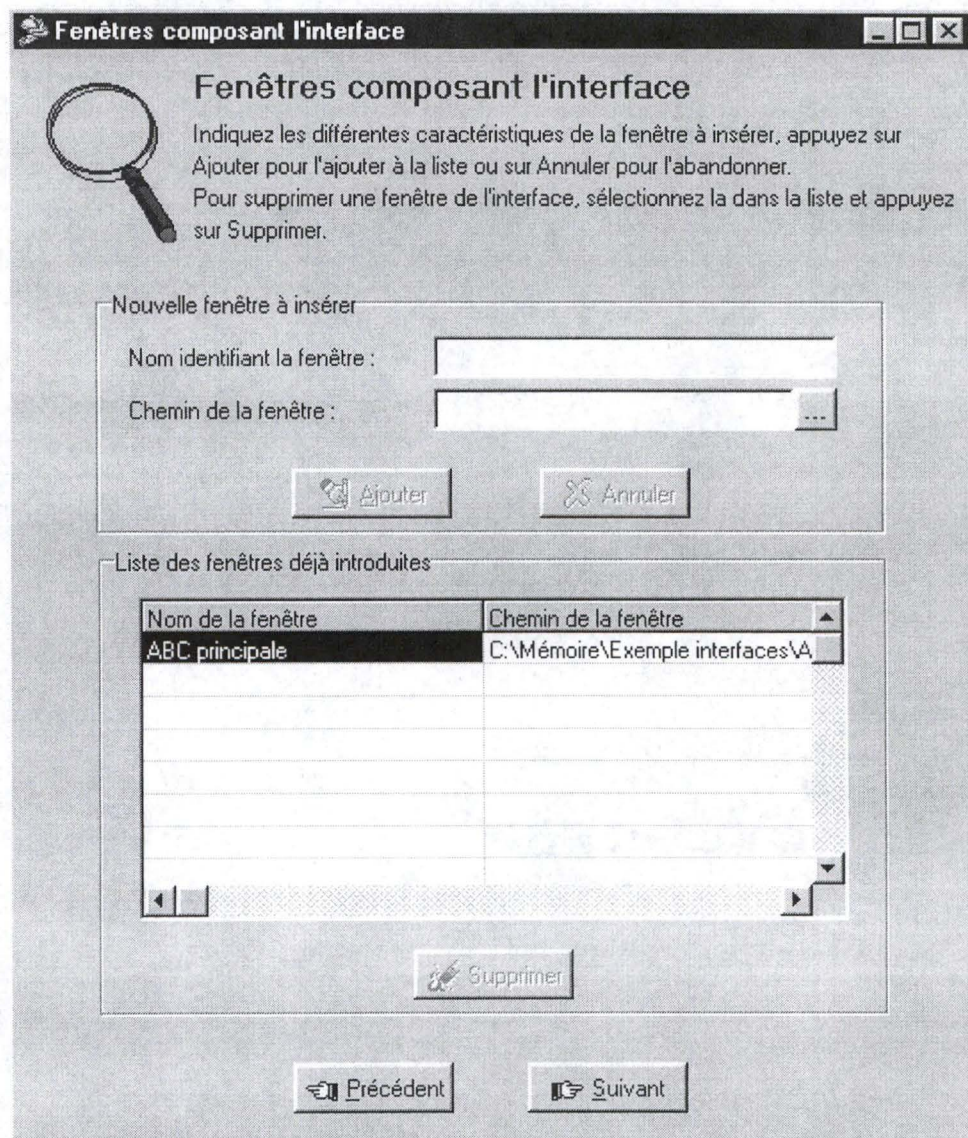 Fenêtres composant l'interface
Fenêtres composant l'interface
Indiquez les différentes caractéristiques de la fenêtre à insérer, appuyez sur
Ajouter pour l'ajouter à la liste ou sur Annuler pour l'abandonner.
Pour supprimer une fenêtre de l'interface, sélectionnez la dans la liste et appuyez
sur Supprimer.
Nouvelle fenêtre à insérer
Nom identifiant la fenêtre :
Chemin de la fenêtre :
...
Ajouter
Annuler
Liste des fenêtres déjà introduites
Nom de la fenêtre
Chemin de la fenêtre
ABC principale
C:\Mémoire\Exemple interfaces\A
Supprimer
Précédent
Suivant